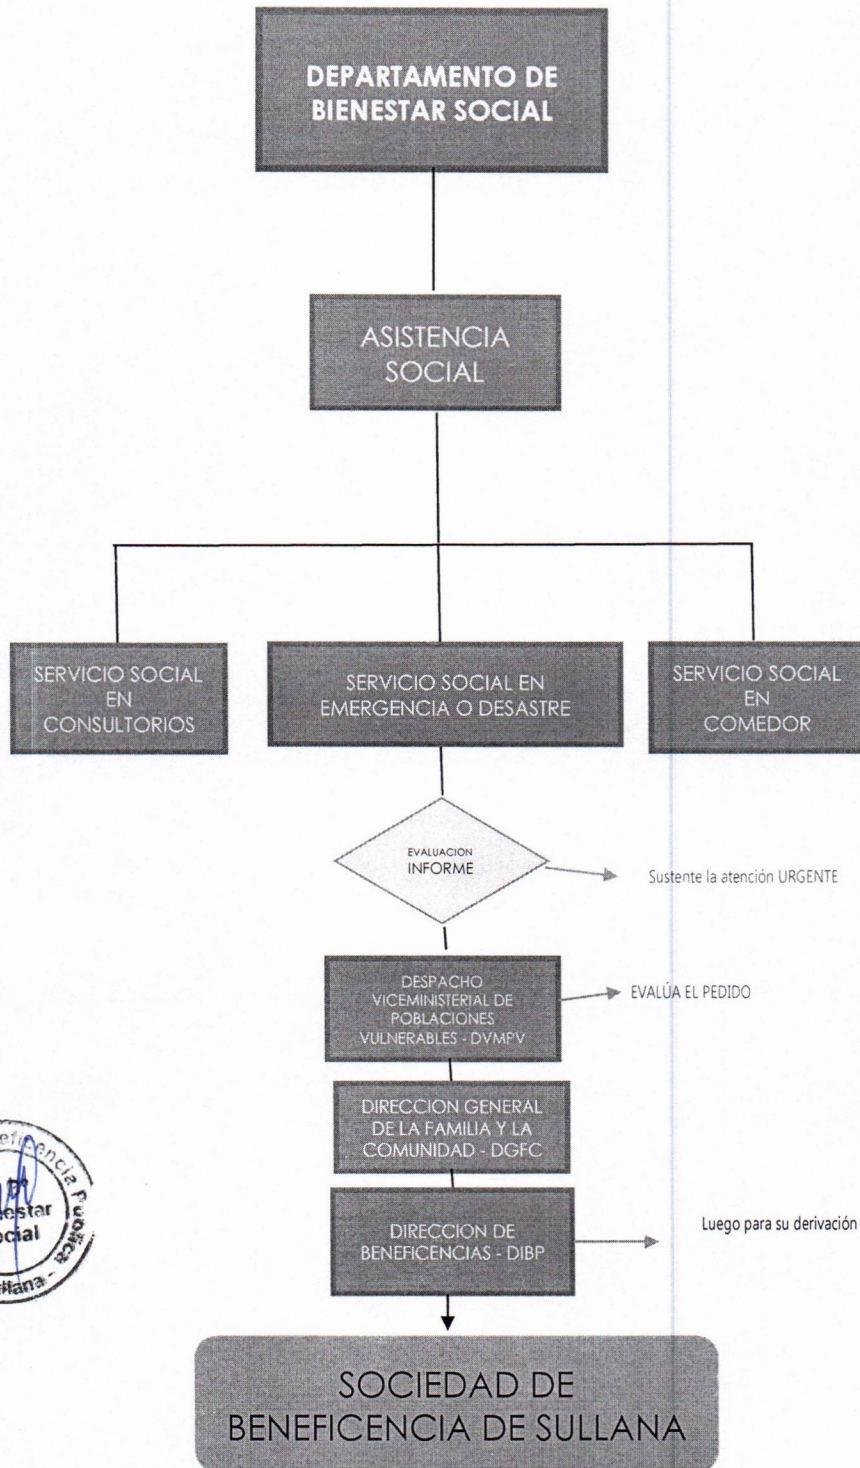 DEPARTAMENTO DE
BIENESTAR SOCIAL
ASISTENCIA
SOCIAL
SERVICIO SOCIAL
EN
CONSULTORIOS
SERVICIO SOCIAL EN
EMERGENCIA O DESASTRE
SERVICIO SOCIAL
EN
COMEDOR
EVALUACION
INFORME
Sustente la atención URGENTE
DESPACHO
VICEMINISTERIAL DE
POBLACIONES
VULNERABLES - DVMPV
EVALÚA EL PEDIDO
DIRECCION GENERAL
DE LA FAMILIA Y LA
COMUNIDAD - DGFC
DIRECCION DE
BENEFICENCIAS - DIBP
Luego para su derivación
Pública
SOCIEDAD DE
BENEFICENCIA DE SULLANA